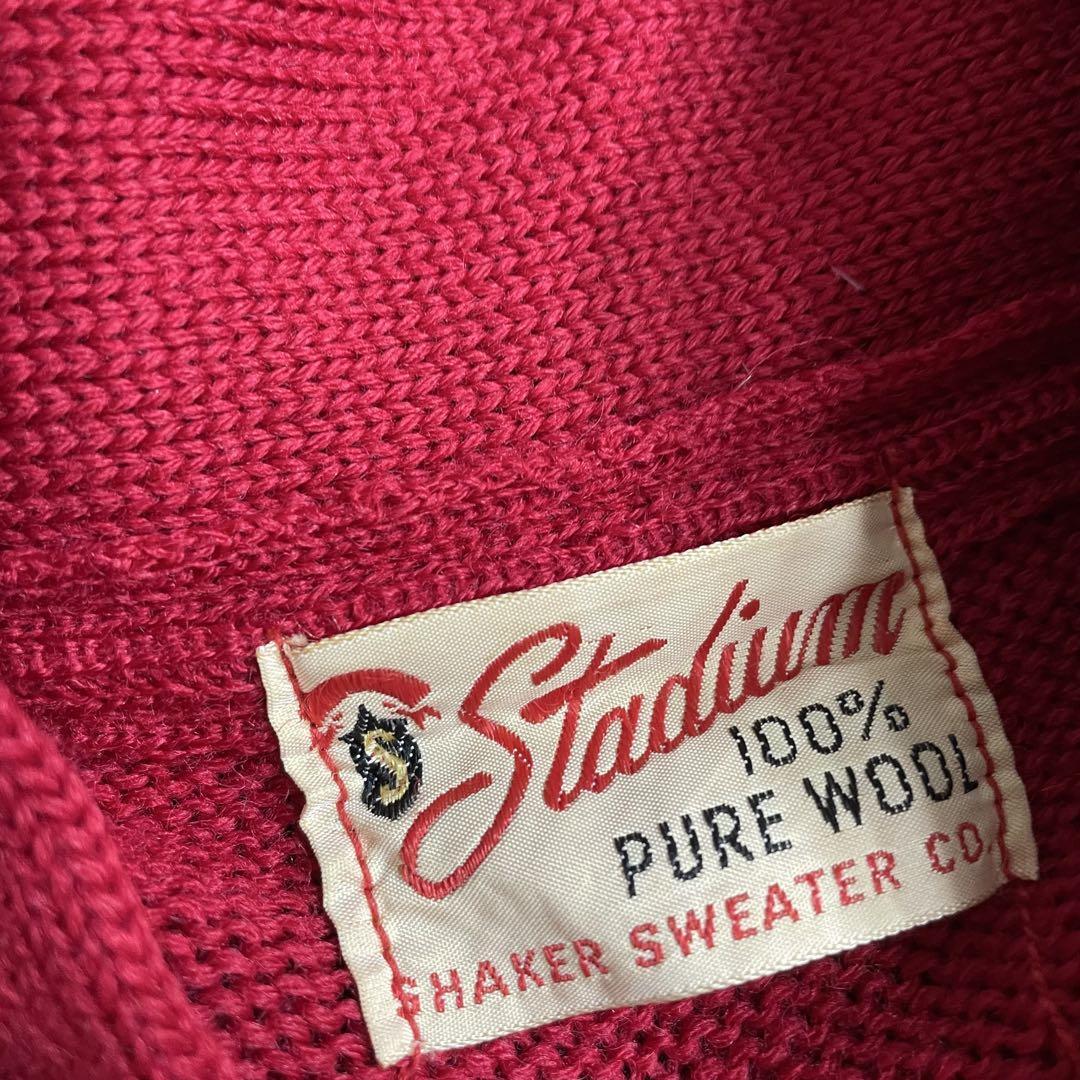 S Stadium
100%
PURE WOOL
SHAKER SWEATER CO.